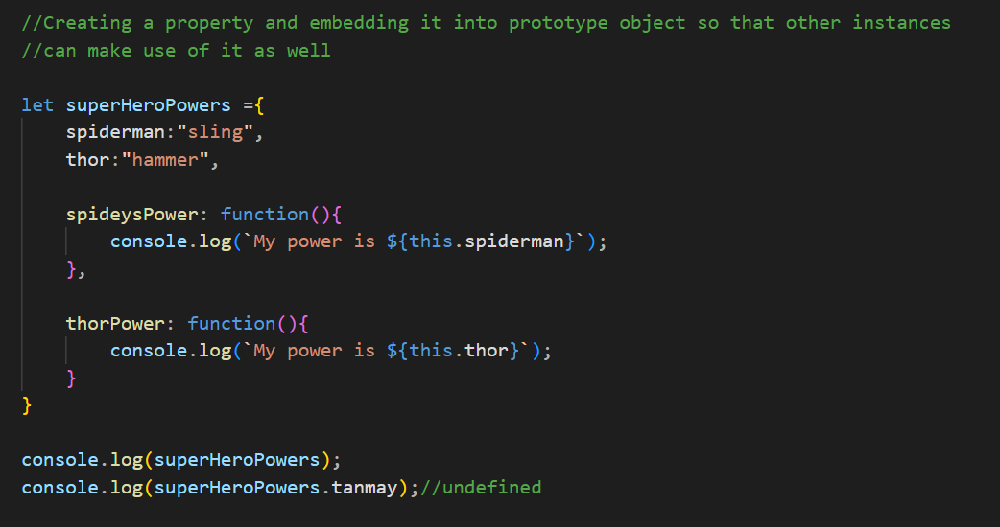 //Creating a property and embedding it into prototype object so that other instances
//can make use of it as well
let superHeroPowers ={
    spiderman:"sling",
    thor:"hammer",
    spideysPower: function(){
        console.log(`My power is ${this.spiderman}`);
    },
    thorPower: function(){
        console.log(`My power is ${this.thor}`);
    }
}
console.log(superHeroPowers);
console.log(superHeroPowers.tanmay);//undefined